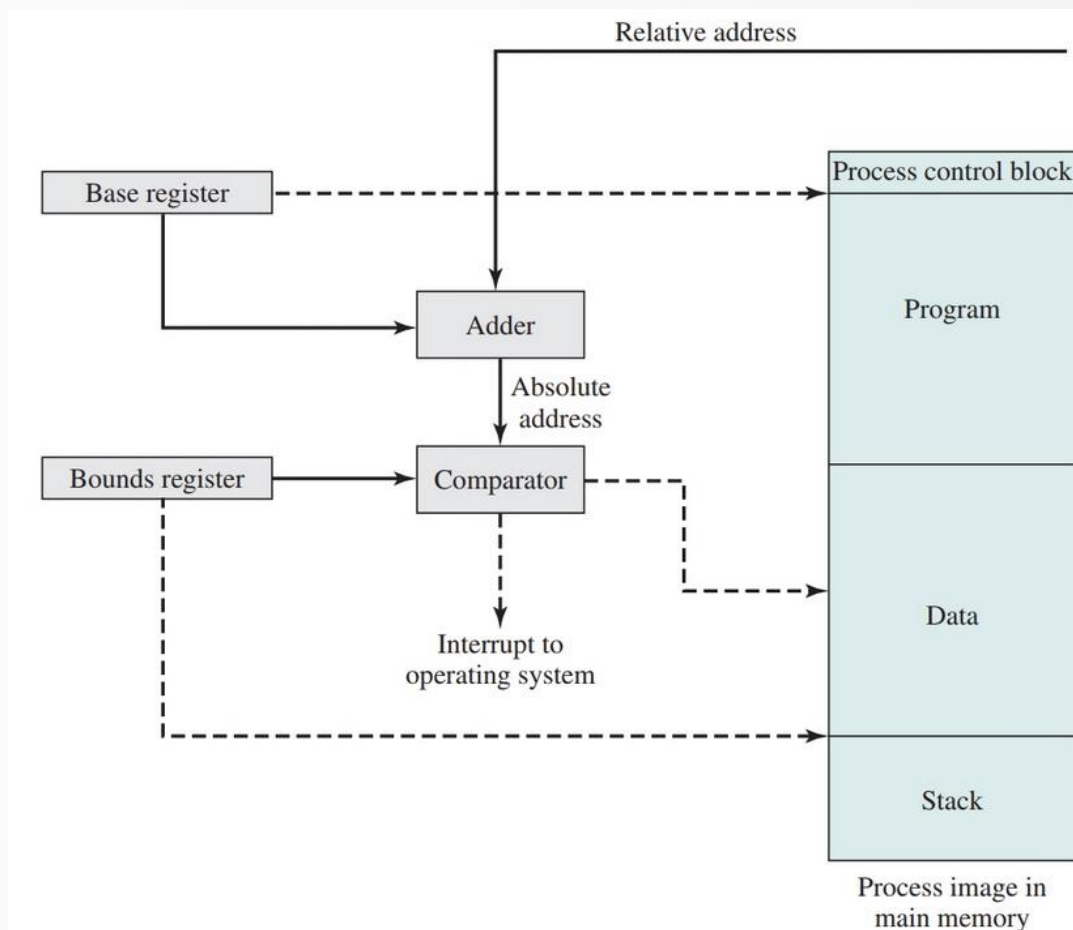 Relative address
Process control block
Base register
Program
Adder
Absolute
address
Bounds register
Comparator
Data
Interrupt to
operating system
Stack
Process image in
main memory